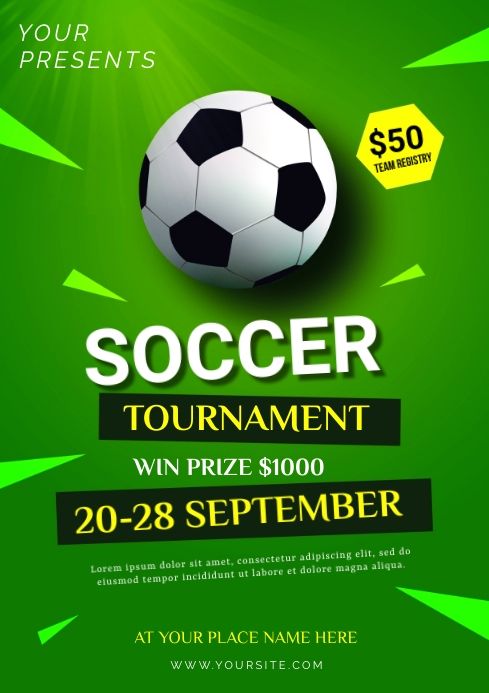 YOUR
PRESENTS
$50
TEAM REGISTRY
SOCCER
TOURNAMENT
WIN PRIZE $1000
20-28 SEPTEMBER
Lorem ipsum dolor sit amet, consectetur adipiscing elit, sed do
eiusmod tempor incididunt ut labore et dolore magna aliqua.
AT YOUR PLACE NAME HERE
WWW.YOURSITE.COM